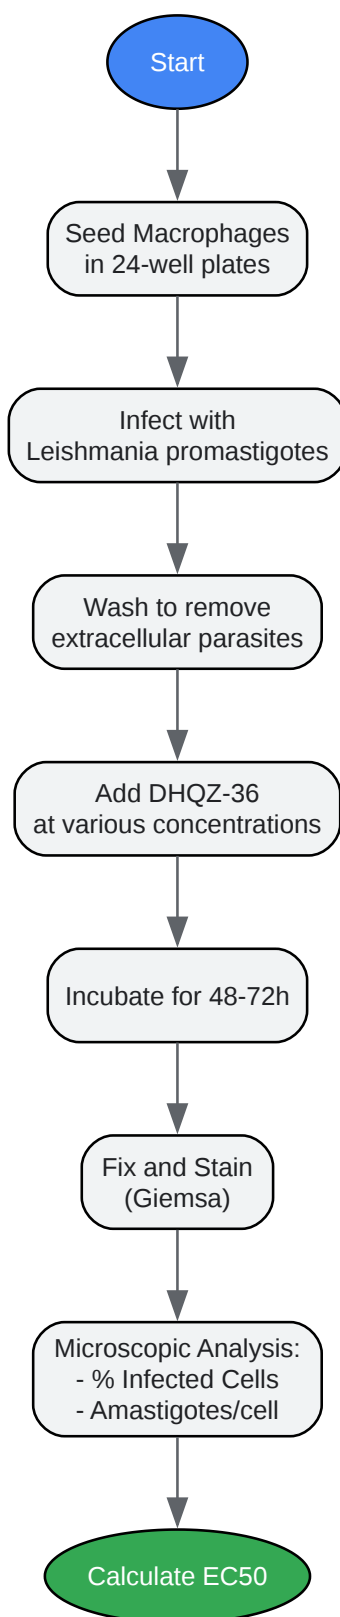 Start
Seed Macrophages
in 24-well plates
Infect with
Leishmania promastigotes
Wash to remove
extracellular parasites
Add DHQZ-36
at various concentrations
Incubate for 48-72h
Fix and Stain
(Giemsa)
Microscopic Analysis:
- % Infected Cells
- Amastigotes/cell
Calculate EC50